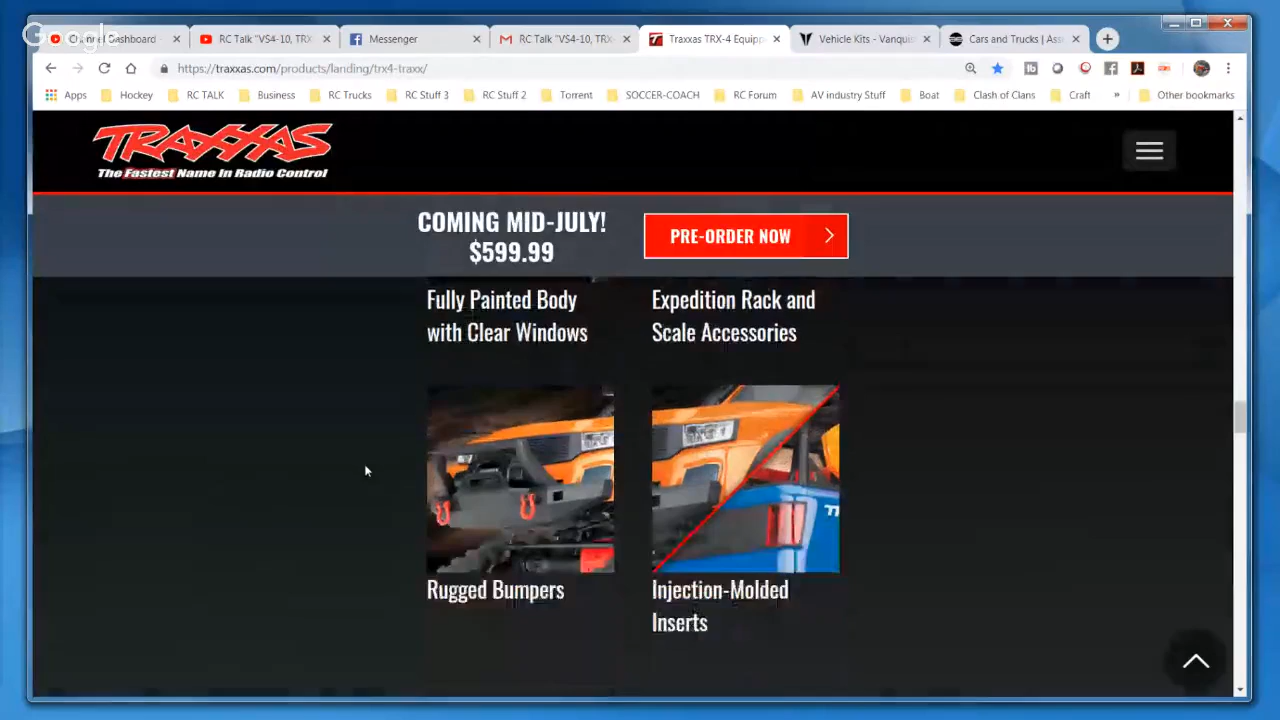 Google
Channel Dashboard
RC Talk "VS4-10, TRX
Messenger
Talk "VS4-10, TRX
Traxxas TRX-4 Equipp
Vehicle Kits - Vanquis
Cars and Trucks | Ass
https://traxxas.com/products/landing/trx4-traxx/
Apps
Hockey
RC TALK
Business
RC Trucks
RC Stuff 3
RC Stuff 2
Torrent
SOCCER-COACH
RC Forum
AV industry Stuff
Boat
Clash of Clans
Craft
»
Other bookmarks
TRAXXAS
The Fastest Name In Radio Control
COMING MID-JULY!
$599.99
PRE-ORDER NOW
Fully Painted Body
with Clear Windows
Expedition Rack and
Scale Accessories
Rugged Bumpers
Injection-Molded
Inserts